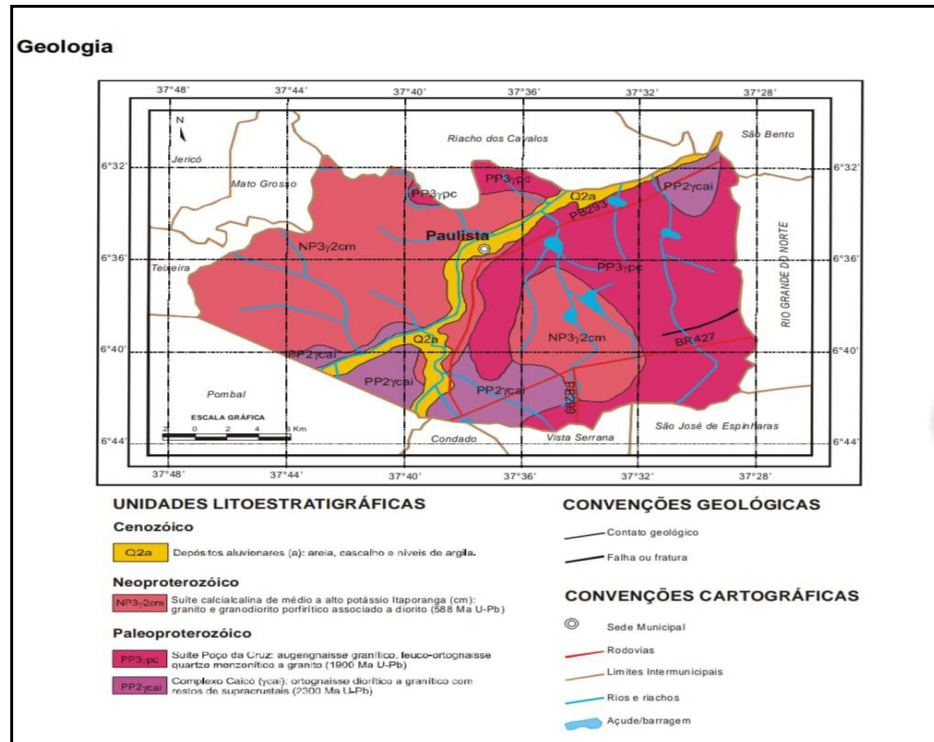 Geologia
37°48'
37°44'
37°40'
37°36'
37°32'
37°28'
N
Jericó
Riacho dos Cavalos
São Bento
6°32'
6°32'
Mato Grosso
PP3γpc
PP3γpc
PP2γcai
Q2a
PB293
Paulista
NP3γ2cm
Teixeira
PP3γpc
6°36'
6°36'
RIO GRANDE DO NORTE
Q2a
NP3γ2cm
BR427
6°40'
6°40'
PP2γcai
PP2γcai
PP2γcai
PB299
Pombal
ESCALA GRÁFICA
2 0 2 4 6 Km
São José de Espinharas
Condado
Vista Serrana
6°44'
6°44'
37°48'
37°44'
37°40'
37°36'
37°32'
37°28'
UNIDADES LITOESTRATIGRÁFICAS
Cenozóico
Q2a Depósitos aluvionares (a): areia, cascalho e níveis de argila.
Neoproterozóico
NP3γ2cm Suíte calcialcalina de médio a alto potássio Itaporanga (cm):
granito e granodiorito porfirítico associado a diorito (588 Ma U-Pb)
Paleoproterozóico
PP3γpc Suíte Poço da Cruz: augengnaisse granítico, leuco-ortognaisse
quartzo monzonítico a granito (1900 Ma U-Pb)
PP2γcai Complexo Caicó (γcai): ortognaisse diorítico a granítico com
restos de supracrustais (2300 Ma U-Pb)
CONVENÇÕES GEOLÓGICAS
Contato geológico
Falha ou fratura
CONVENÇÕES CARTOGRÁFICAS
Sede Municipal
Rodovias
Limites Intermunicipais
Rios e riachos
Açude/barragem